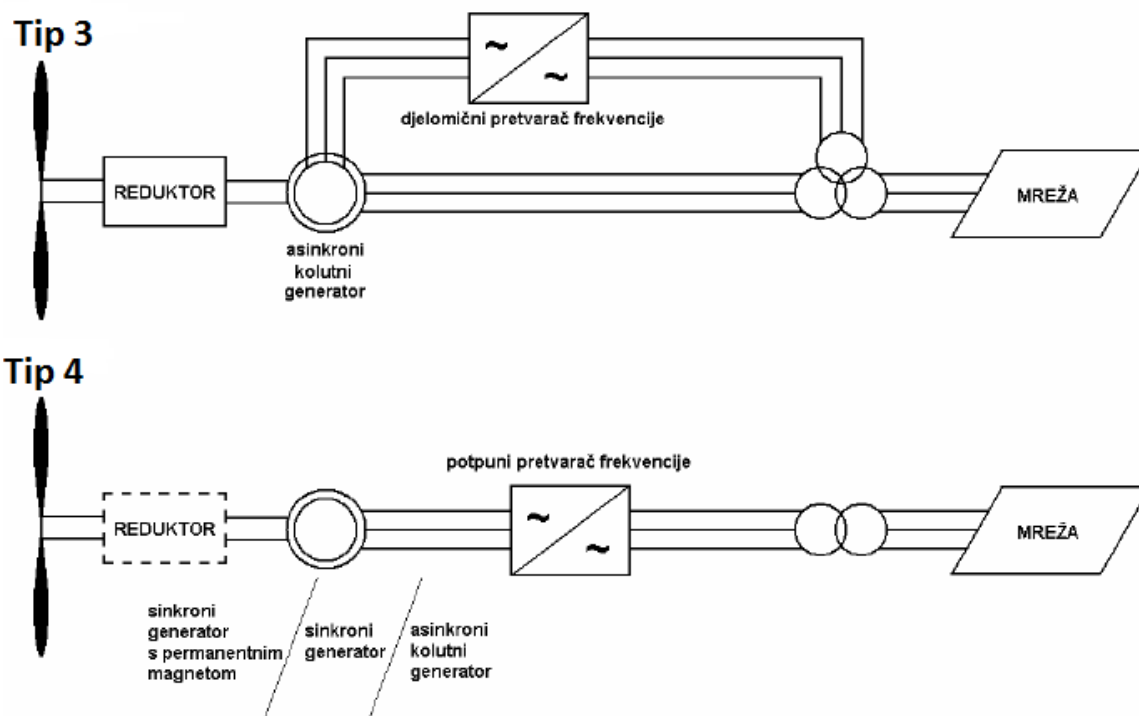 Tip 3
~
~
djelomični pretvarač frekvencije
REDUKTOR
MREŽA
asinkroni
kolutni
generator
Tip 4
potpuni pretvarač frekvencije
REDUKTOR
~
~
MREŽA
sinkroni
generator
s permanentnim
magnetom
sinkroni
generator
asinkroni
kolutni
generator